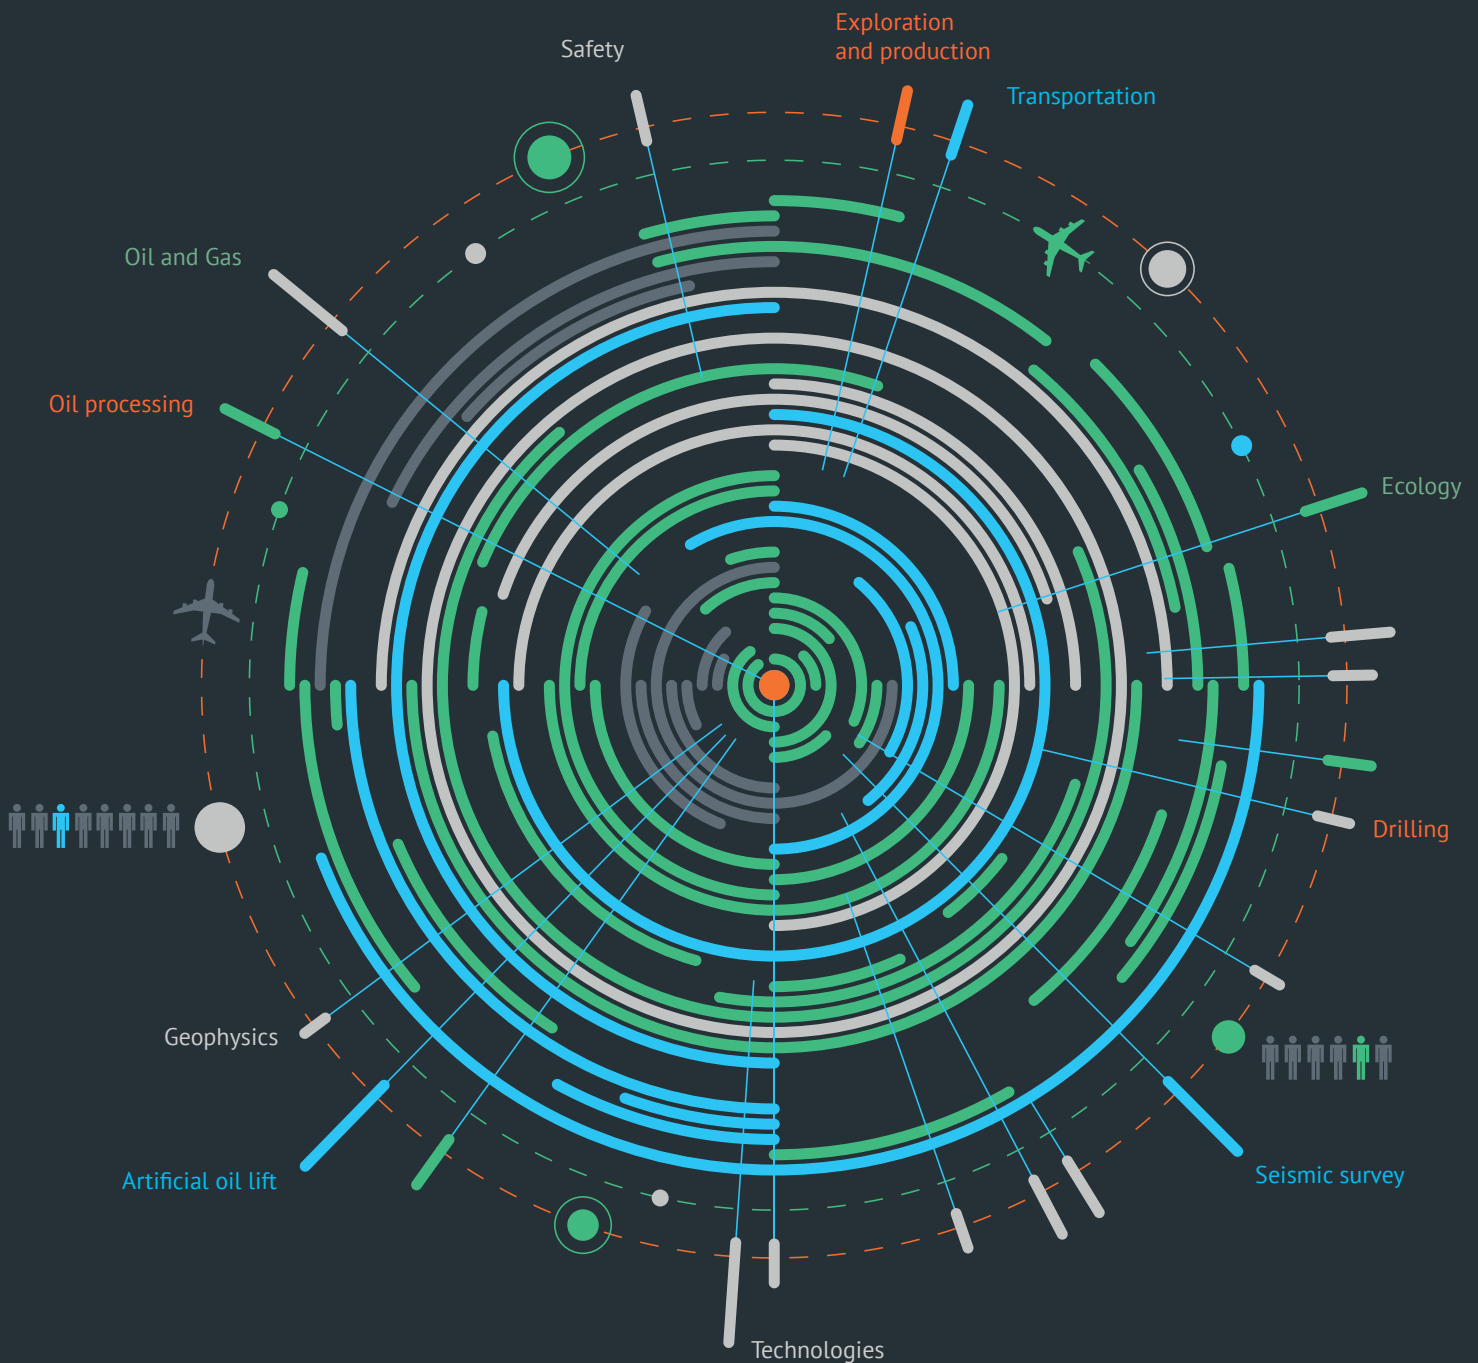 Exploration
and production
Safety
Transportation
Oil and Gas
Oil processing
Ecology
Drilling
Geophysics
Artificial oil lift
Seismic survey
Technologies